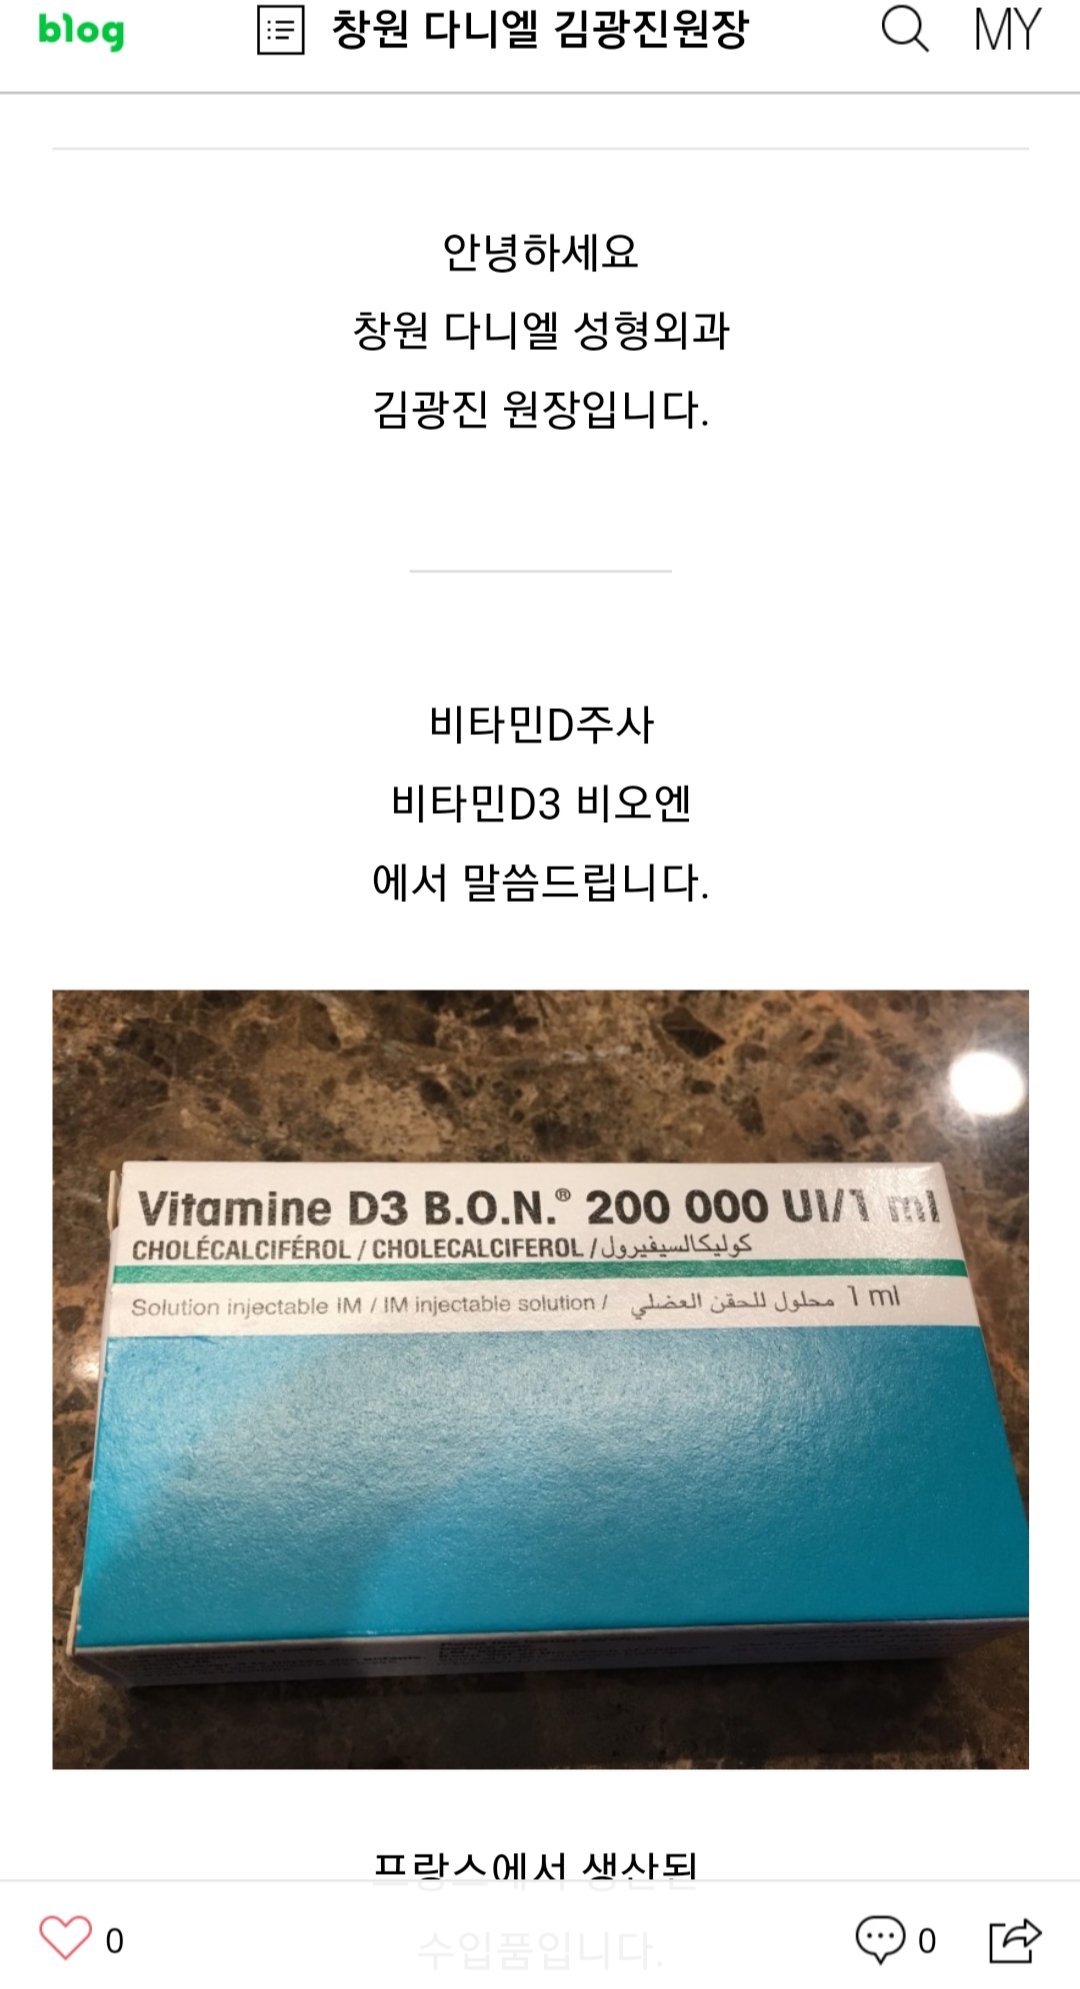 blog
창원 다니엘 김광진원장
MY
안녕하세요
창원 다니엘 성형외과
김광진 원장입니다.
비타민D주사
비타민D3 비오엔
에서 말씀드립니다.
Vitamine D3 B.O.N.® 200 000 UI/1 ml
CHOLÉCALCIFÉROL / CHOLECALCIFEROL / كوليكالسيفيرول
Solution injectable IM / IM injectable solution / محلول للحقن العضلي 1 ml
프랑스에서 생산된
수입품입니다.
0
0